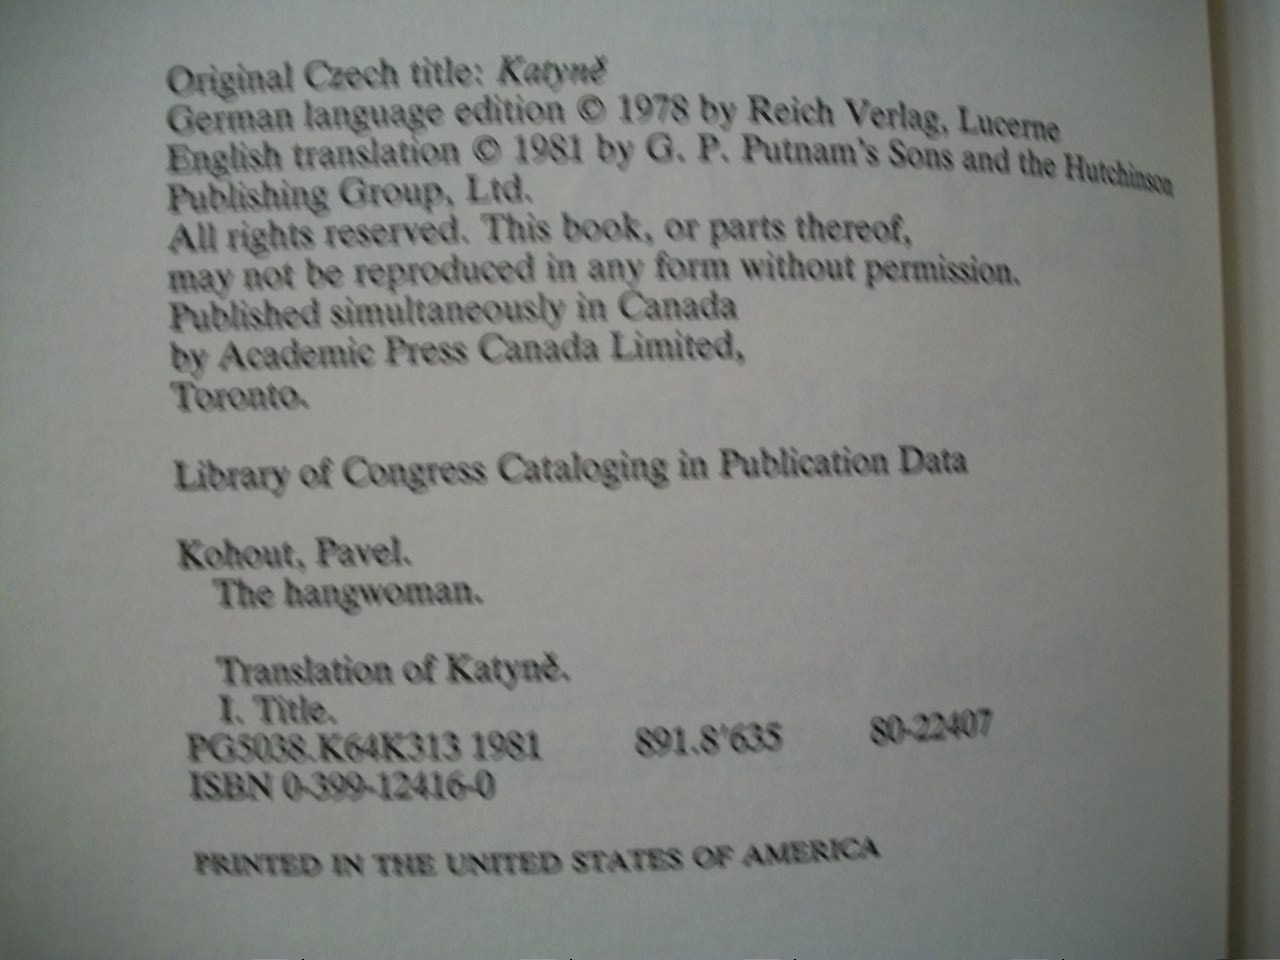 Original Czech title: Katyně
German language edition © 1978 by Reich Verlag, Lucerne
English translation © 1981 by G. P. Putnam's Sons and the Hutchinson
Publishing Group, Ltd.
All rights reserved. This book, or parts thereof,
may not be reproduced in any form without permission.
Published simultaneously in Canada
by Academic Press Canada Limited,
Toronto.
Library of Congress Cataloging in Publication Data
Kohout, Pavel.
The hangwoman.
Translation of Katyně.
I. Title.
PG5038.K64K313 1981 891.8'635 80-22407
ISBN 0-399-12416-0
PRINTED IN THE UNITED STATES OF AMERICA